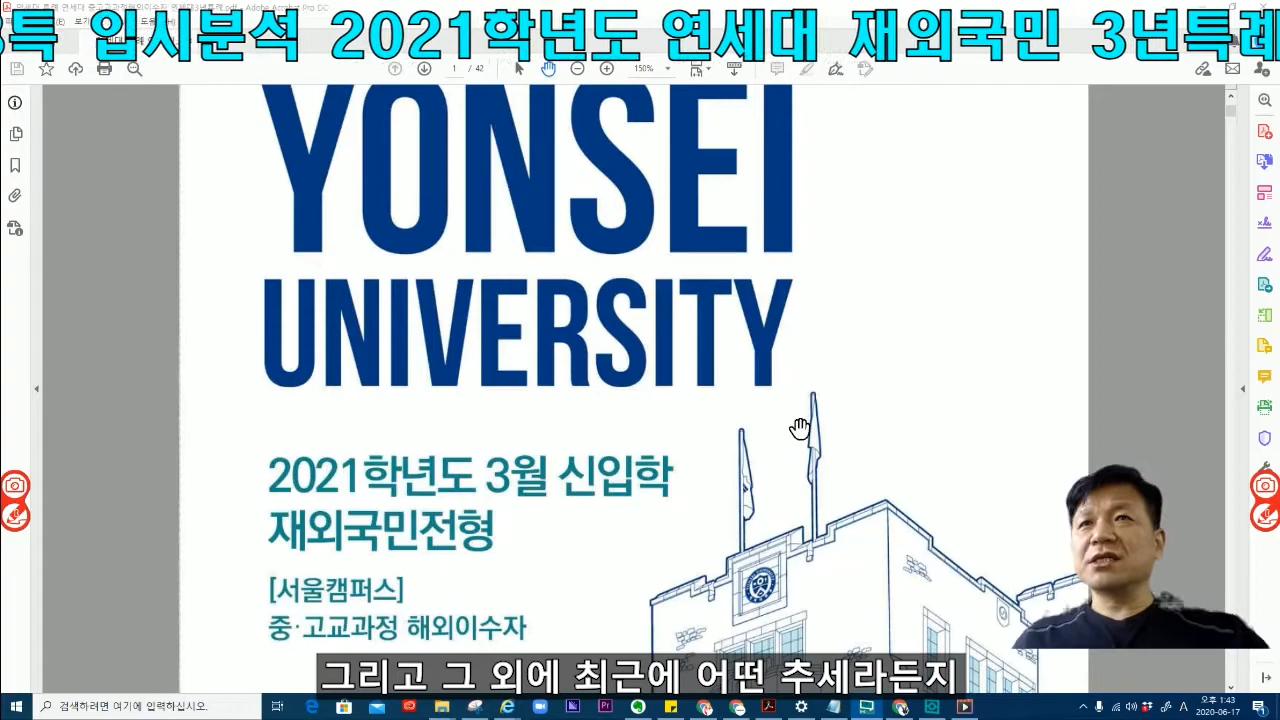 특 입시분석 2021학년도 연세대 재외국민 3년특례
1 / 42
150%
YONSEI
UNIVERSITY
2021학년도 3월 신입학
재외국민전형
[서울캠퍼스]
중·고교과정 해외이수자
그리고 그 외에 최근에 어떤 추세라든지
검색하려면 여기에 입력하십시오.
A
오후 1:43
2020-06-17